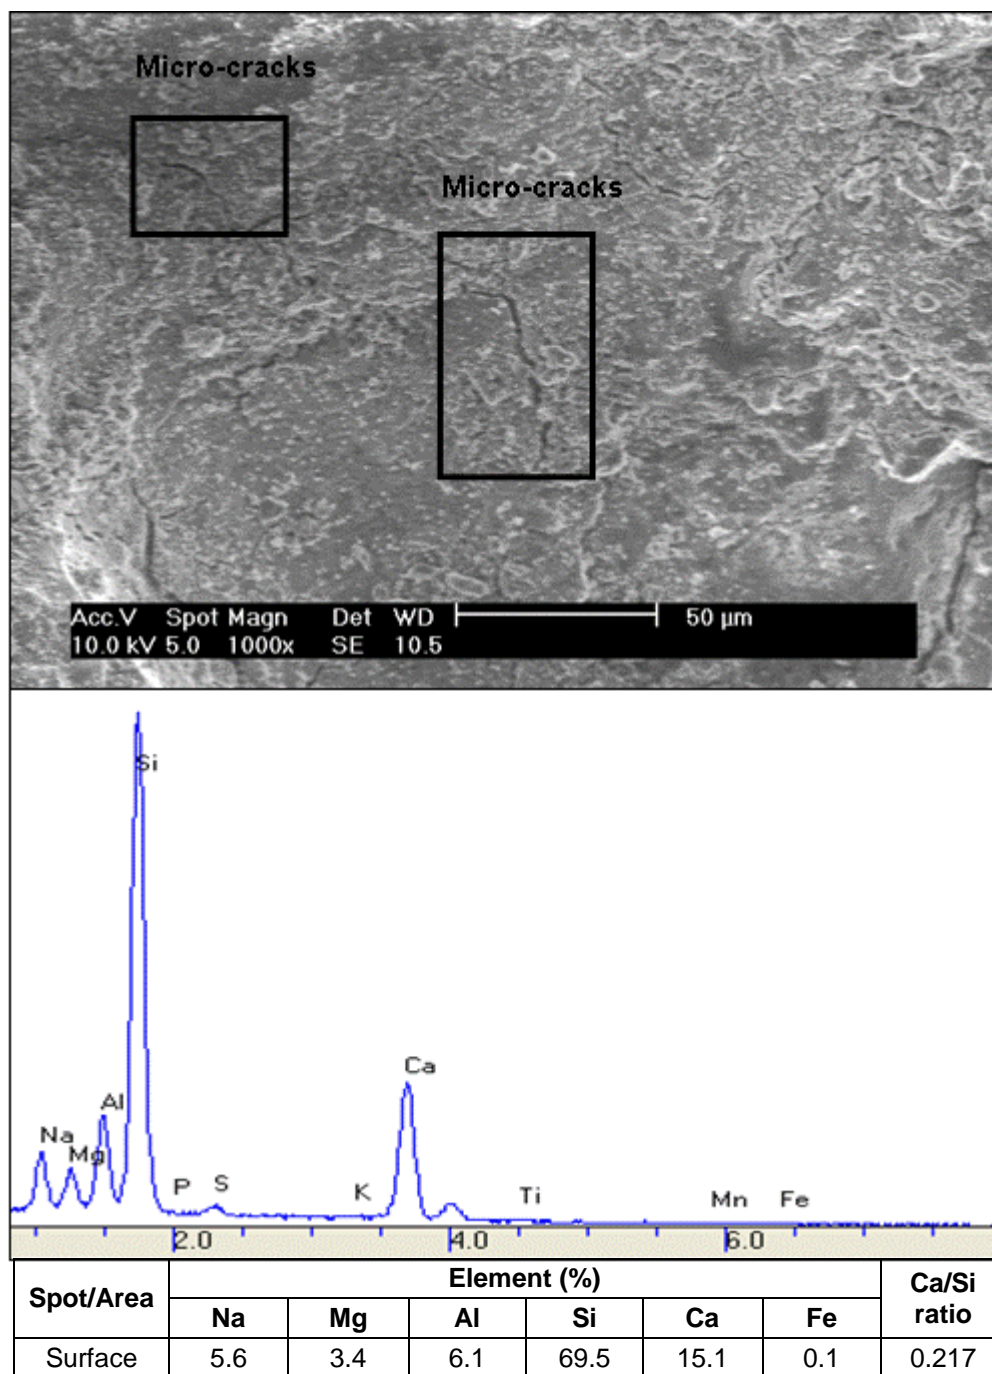 Micro-cracks
Micro-cracks
Acc.V Spot Magn Det WD 50 µm
10.0 kV 5.0 1000x SE 10.5
Si
Ca
Al
Na
Mg
P S K Ti Mn Fe
2.0 4.0 6.0
Spot/Area Element (%) Ca/Si ratio
Na Mg Al Si Ca Fe
Surface 5.6 3.4 6.1 69.5 15.1 0.1 0.217